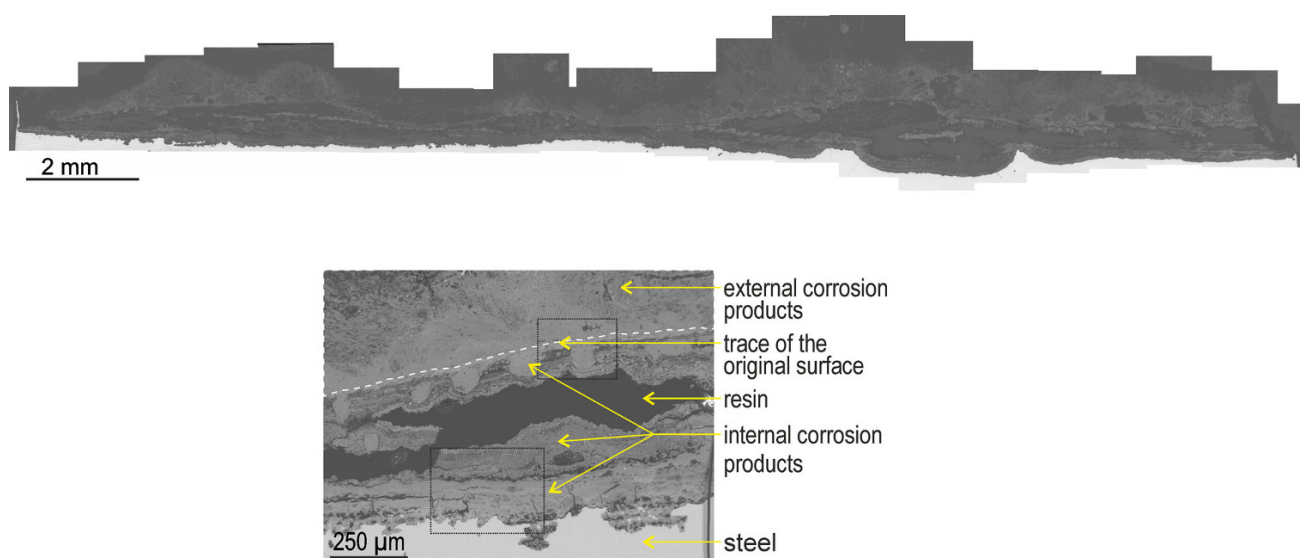 2 mm
external corrosion
products
trace of the
original surface
resin
internal corrosion
products
250 µm
steel